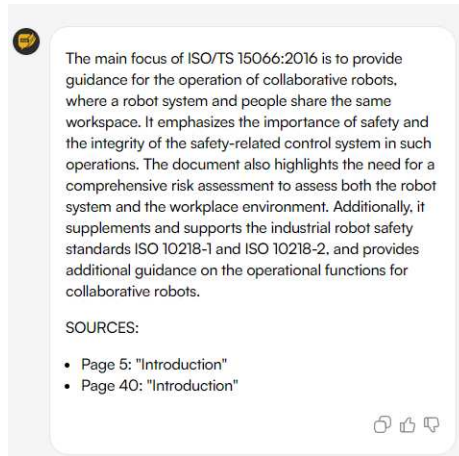 The main focus of ISO/TS 15066:2016 is to provide
guidance for the operation of collaborative robots,
where a robot system and people share the same
workspace. It emphasizes the importance of safety and
the integrity of the safety-related control system in such
operations. The document also highlights the need for a
comprehensive risk assessment to assess both the robot
system and the workplace environment. Additionally, it
supplements and supports the industrial robot safety
standards ISO 10218-1 and ISO 10218-2, and provides
additional guidance on the operational functions for
collaborative robots.
SOURCES:
• Page 5: "Introduction"
• Page 40: "Introduction"